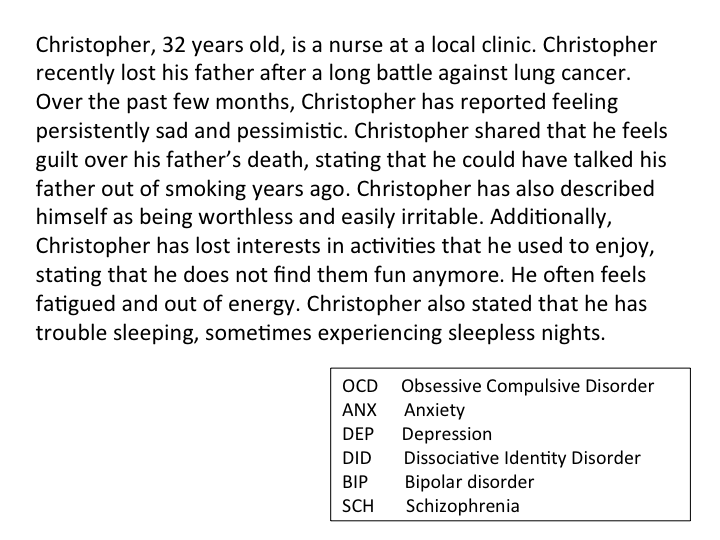 Christopher, 32 years old, is a nurse at a local clinic. Christopher
recently lost his father after a long battle against lung cancer.
Over the past few months, Christopher has reported feeling
persistently sad and pessimistic. Christopher shared that he feels
guilt over his father’s death, stating that he could have talked his
father out of smoking years ago. Christopher has also described
himself as being worthless and easily irritable. Additionally,
Christopher has lost interests in activities that he used to enjoy,
stating that he does not find them fun anymore. He often feels
fatigued and out of energy. Christopher also stated that he has
trouble sleeping, sometimes experiencing sleepless nights.
OCD Obsessive Compulsive Disorder
ANX Anxiety
DEP Depression
DID Dissociative Identity Disorder
BIP Bipolar disorder
SCH Schizophrenia